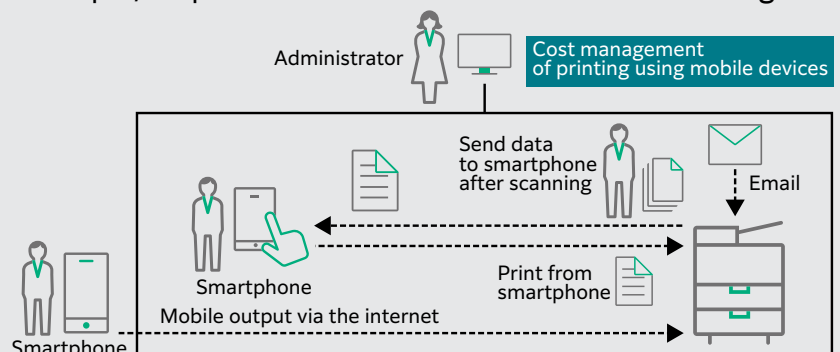 Administrator
Cost management
of printing using mobile devices
Send data
to smartphone
after scanning
Email
Smartphone
Print from
smartphone
Mobile output via the internet
Smartphone